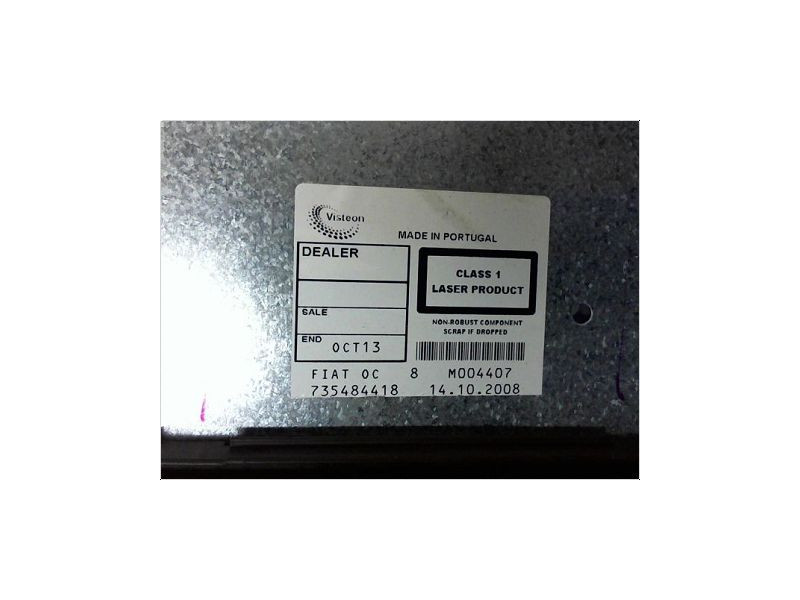 Visteon
MADE IN PORTUGAL
DEALER
CLASS 1
LASER PRODUCT
SALE
NON-ROBUST COMPONENT
SCRAP IF DROPPED
END OCT13
FIAT OC 8 M004407
735484418 14.10.2008